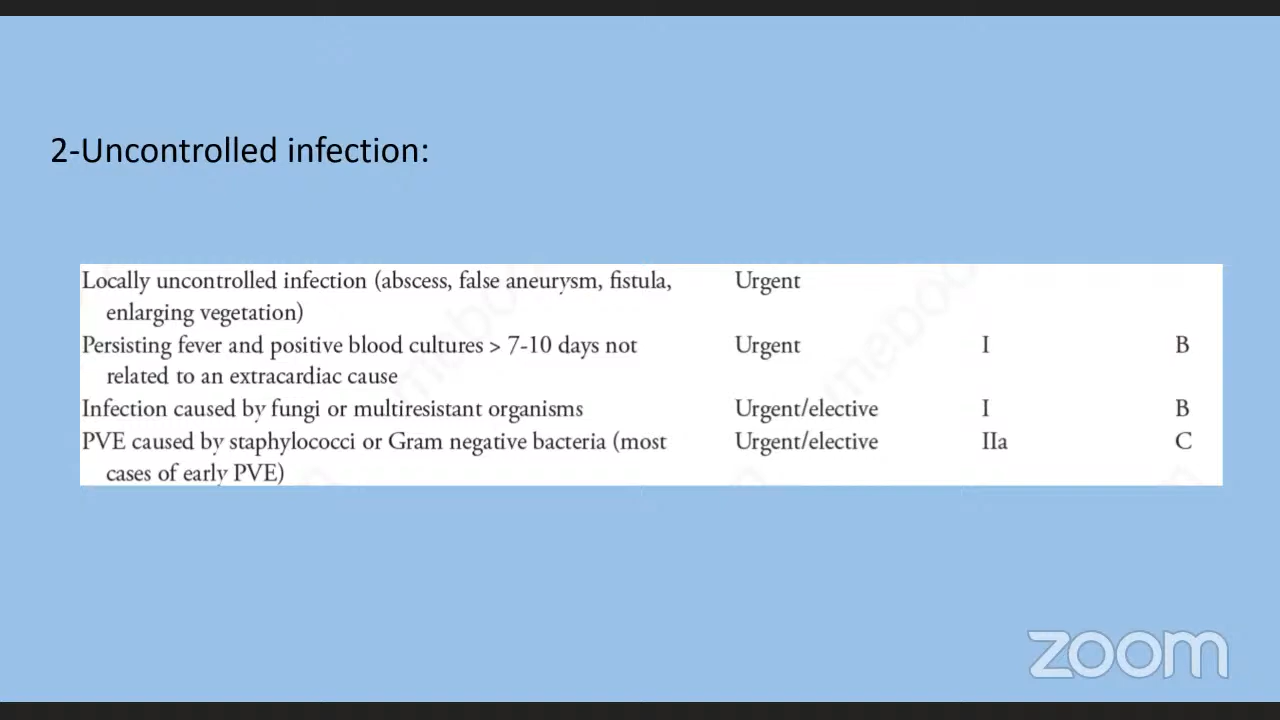 2-Uncontrolled infection:
Locally uncontrolled infection (abscess, false aneurysm, fistula, Urgent
enlarging vegetation)
Persisting fever and positive blood cultures > 7-10 days not Urgent I B
related to an extracardiac cause
Infection caused by fungi or multiresistant organisms Urgent/elective I B
PVE caused by staphylococci or Gram negative bacteria (most Urgent/elective IIa C
cases of early PVE)
zoom